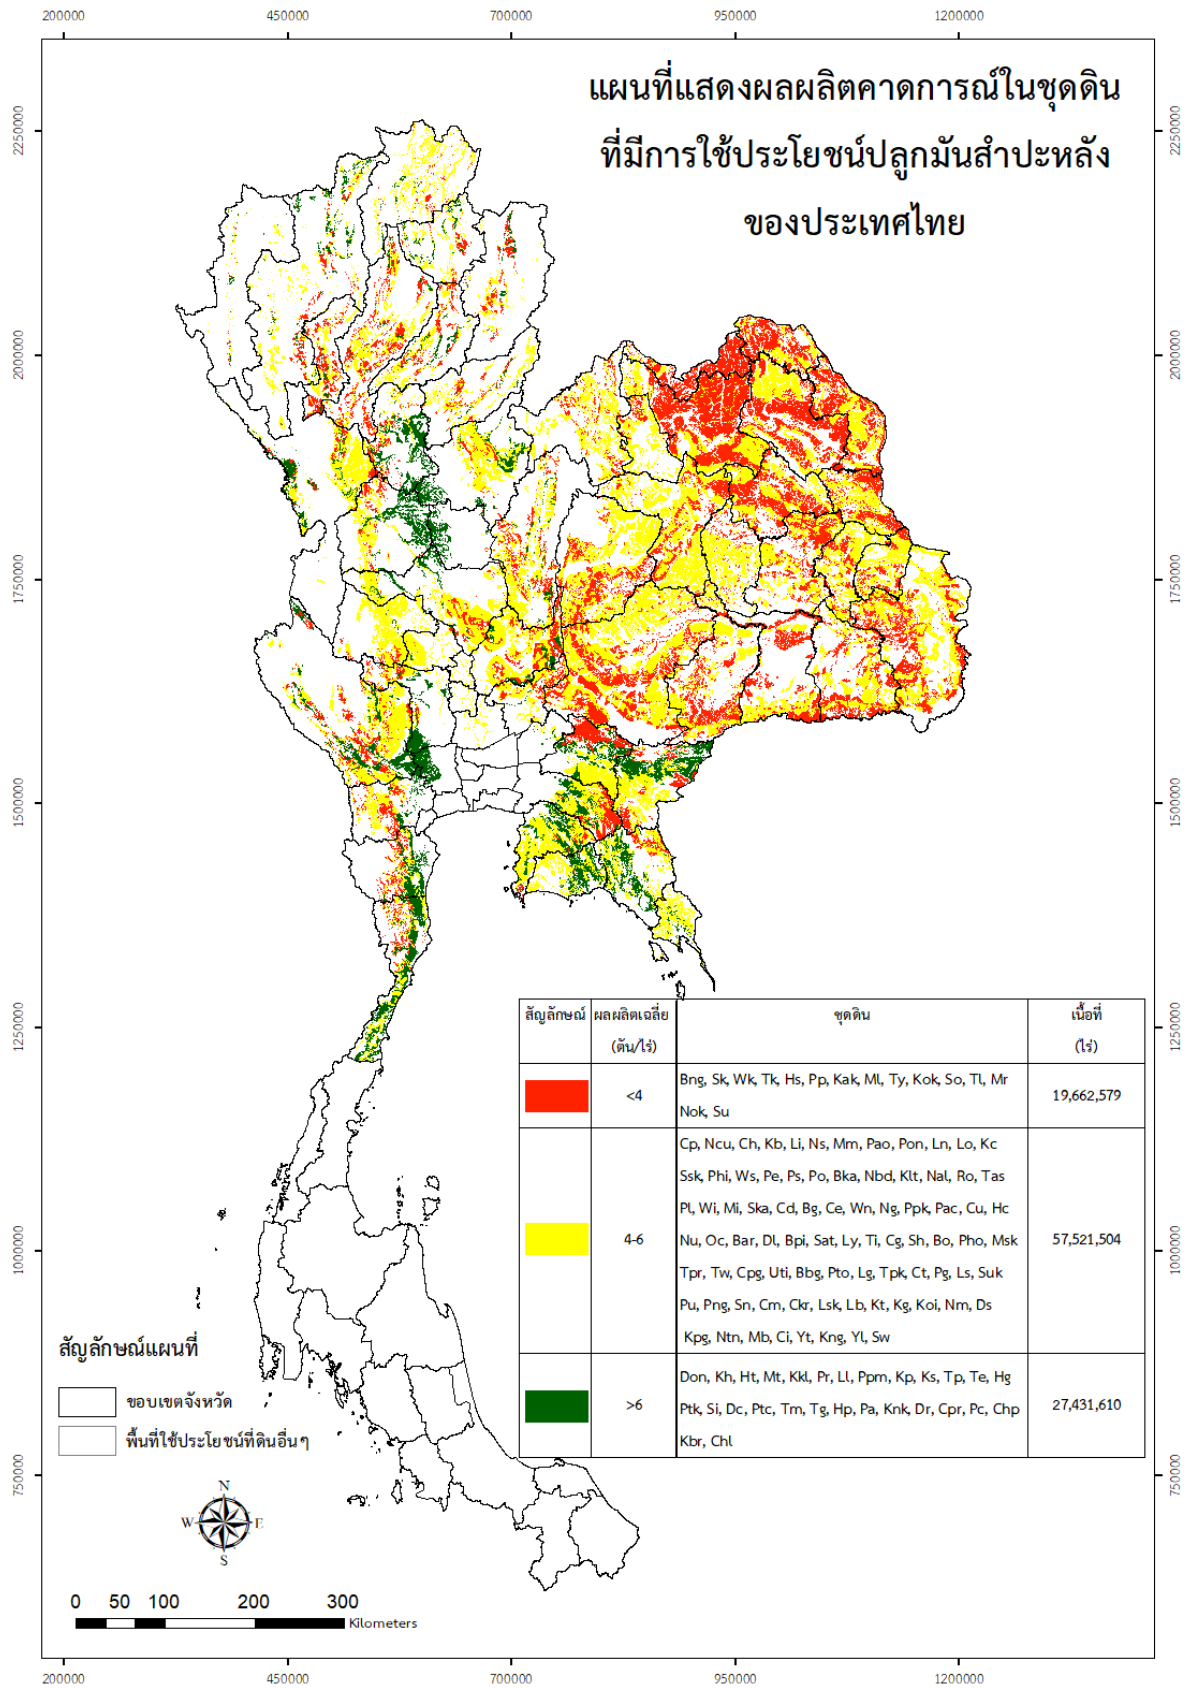 200000 450000 700000 950000 1200000
แผนที่แสดงผลผลิตคาดการณ์ในชุดดิน
ที่มีการใช้ประโยชน์ปลูกมันสำปะหลัง
ของประเทศไทย
2250000 2250000
2000000 2000000
1750000 1750000
1500000 1500000
1250000 1250000
1000000 1000000
750000 750000
สัญลักษณ์ ผลผลิตเฉลี่ย ชุดดิน เนื้อที่
(ตัน/ไร่) (ไร่)
<4 19,662,579
Bng, Sk, Wk, Tk, Hs, Pp, Kak, Ml, Ty, Kok, So, Tl, Mr
Nok, Su
4-6 57,521,504
Cp, Ncu, Ch, Kb, Li, Ns, Mm, Pao, Pon, Ln, Lo, Kc
Ssk, Phi, Ws, Pe, Ps, Po, Bka, Nbd, Klt, Nal, Ro, Tas
Pl, Wi, Mi, Ska, Cd, Bg, Ce, Wn, Ng, Ppk, Pac, Cu, Hc
Nu, Oc, Bar, Dl, Bpi, Sat, Ly, Ti, Cg, Sh, Bo, Pho, Msk
Tpr, Tw, Cpg, Uti, Bbg, Pto, Lg, Tpk, Ct, Pg, Ls, Suk
Pu, Png, Sn, Cm, Ckr, Lsk, Lb, Kt, Kg, Koi, Nm, Ds
Kpg, Ntn, Mb, Ci, Yt, Kng, Yl, Sw
>6 27,431,610
Don, Kh, Ht, Mt, Kkl, Pr, Ll, Ppm, Kp, Ks, Tp, Te, Hg
Ptk, Si, Dc, Ptc, Tm, Tg, Hp, Pa, Knk, Dr, Cpr, Pc, Chp
Kbr, Chl
สัญลักษณ์แผนที่
ขอบเขตจังหวัด
พื้นที่ใช้ประโยชน์ที่ดินอื่นๆ
N
W E
S
0 50 100 200 300
Kilometers
200000 450000 700000 950000 1200000